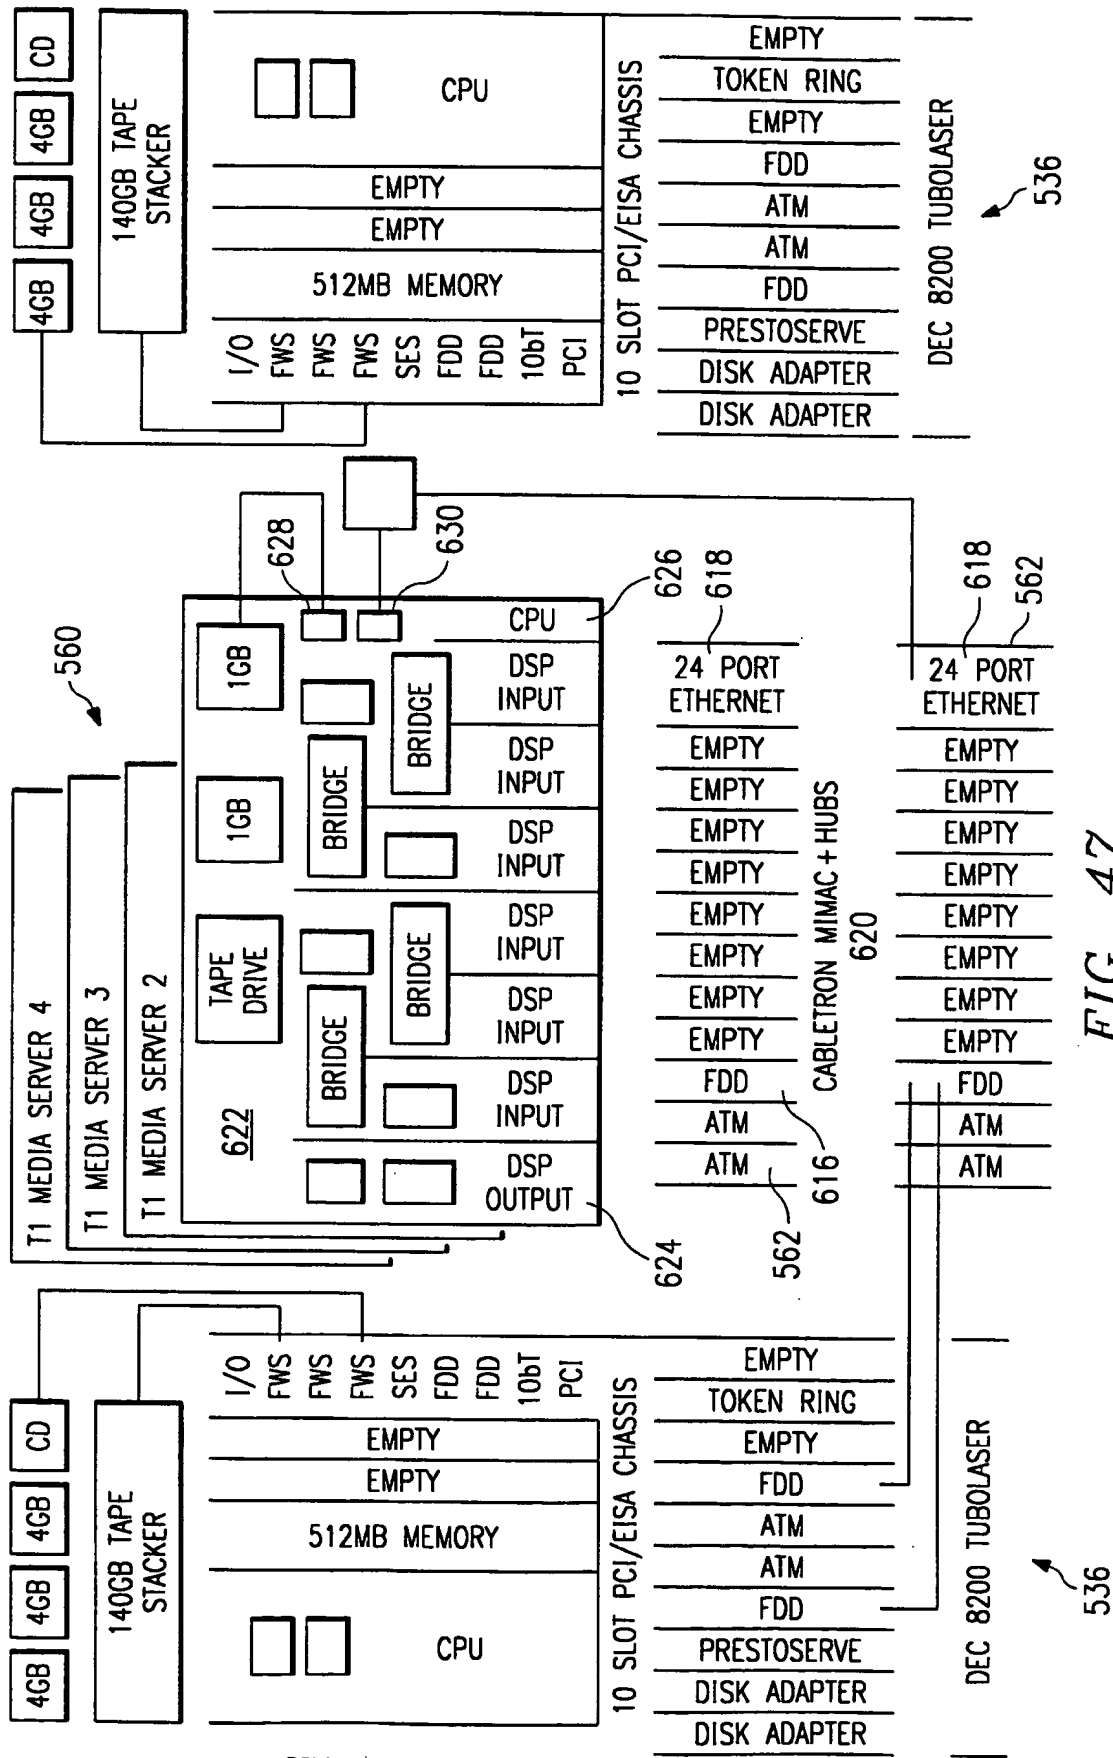 4GB
4GB
4GB
CD
140GB TAPE
STACKER
CPU
512MB MEMORY
EMPTY
EMPTY
I/O
FWS
FWS
FWS
SES
FDD
FDD
10bT
PCI
10 SLOT PCI/EISA CHASSIS
DISK ADAPTER
DISK ADAPTER
PRESTOSERVE
FDD
ATM
ATM
FDD
EMPTY
TOKEN RING
EMPTY
DEC 8200 TUBOLASER
536
T1 MEDIA SERVER 4
T1 MEDIA SERVER 3
T1 MEDIA SERVER 2
560
622
TAPE
DRIVE
1GB
1GB
628
630
BRIDGE
BRIDGE
BRIDGE
BRIDGE
DSP
OUTPUT
DSP
INPUT
DSP
INPUT
DSP
INPUT
DSP
INPUT
DSP
INPUT
DSP
INPUT
CPU
624
626
562
616
618
ATM
ATM
FDD
EMPTY
EMPTY
EMPTY
EMPTY
EMPTY
EMPTY
EMPTY
EMPTY
24 PORT
ETHERNET
CABLETRON MIMAC+HUBS
620
618
562
ATM
ATM
FDD
EMPTY
EMPTY
EMPTY
EMPTY
EMPTY
EMPTY
EMPTY
EMPTY
24 PORT
ETHERNET
4GB
4GB
4GB
CD
140GB TAPE
STACKER
I/O
FWS
FWS
FWS
SES
FDD
FDD
10bT
PCI
512MB MEMORY
EMPTY
EMPTY
CPU
10 SLOT PCI/EISA CHASSIS
DISK ADAPTER
DISK ADAPTER
PRESTOSERVE
FDD
ATM
ATM
FDD
EMPTY
TOKEN RING
EMPTY
DEC 8200 TUBOLASER
536
FIG. 47